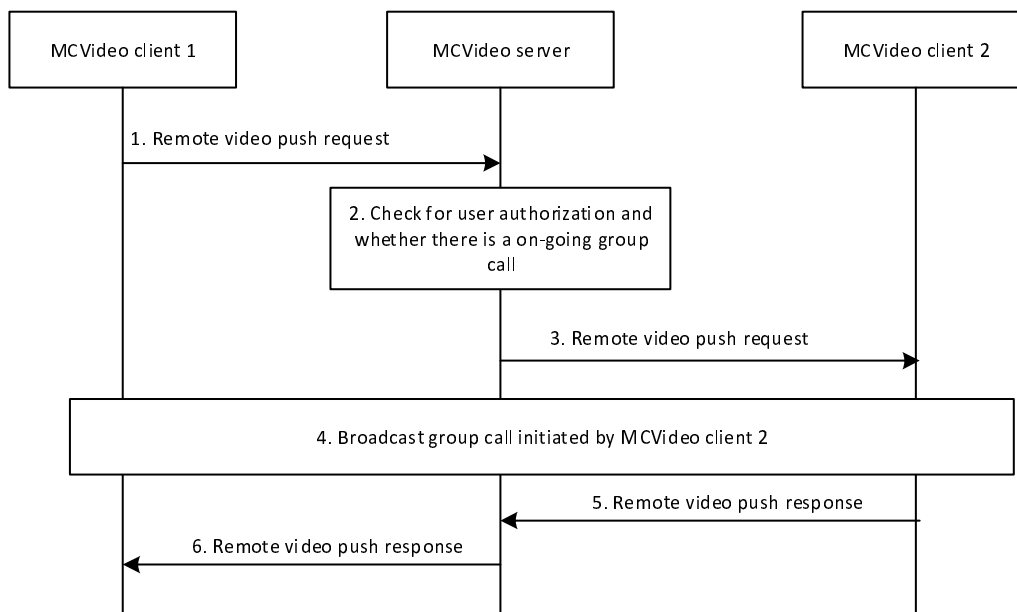 MCVideo client 1
MCVideo server
MCVideo client 2
1. Remote video push request
2. Check for user authorization and
whether there is a on-going group
call
3. Remote video push request
4. Broadcast group call initiated by MCVideo client 2
5. Remote video push response
6. Remote video push response